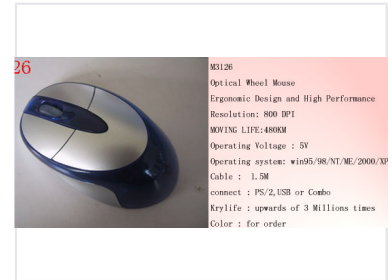 26
M3126
Optical Wheel Mouse
Ergonomic Design and High Performance
Resolution: 800 DPI
MOVING LIFE:480KM
Operating Voltage : 5V
Operating system: win95/98/NT/ME/2000/XP
Cable : 1.5M
connect : PS/2,USB or Combo
Krylife : upwards of 3 Millions times
Color : for order